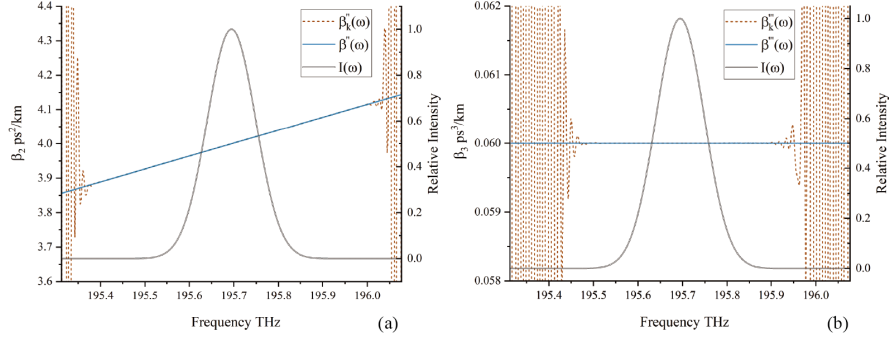 4.4
4.3
4.2
4.1
4.0
3.9
3.8
3.7
3.6
β₂ ps²/km
195.4
195.5
195.6
195.7
195.8
195.9
196.0
Frequency THz
1.0
0.8
0.6
0.4
0.2
0.0
Relative Intensity
β''ₖ(ω)
β''(ω)
I(ω)
(a)
0.062
0.061
0.060
0.059
0.058
β₃ ps³/km
195.4
195.5
195.6
195.7
195.8
195.9
196.0
Frequency THz
1.0
0.8
0.6
0.4
0.2
0.0
Relative Intensity
β'''ₖ(ω)
β'''(ω)
I(ω)
(b)